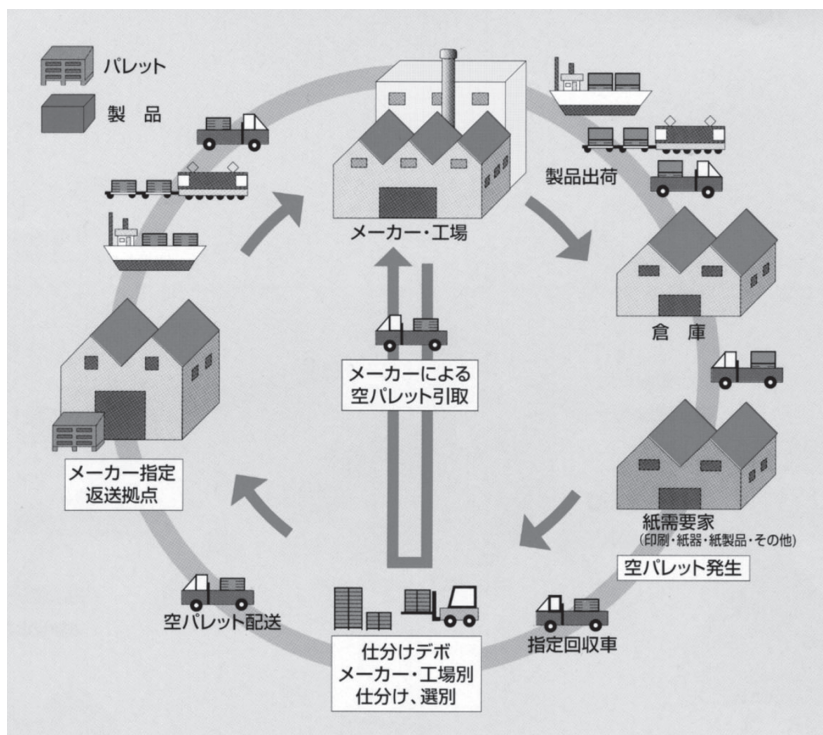 パレット
製　品
メーカー・工場
製品出荷
倉　庫
紙需要家
(印刷・紙器・紙製品・その他)
空パレット発生
指定回収車
仕分けデボ
メーカー・工場別
仕分け、選別
空パレット配送
メーカー指定
返送拠点
メーカーによる
空パレット引取